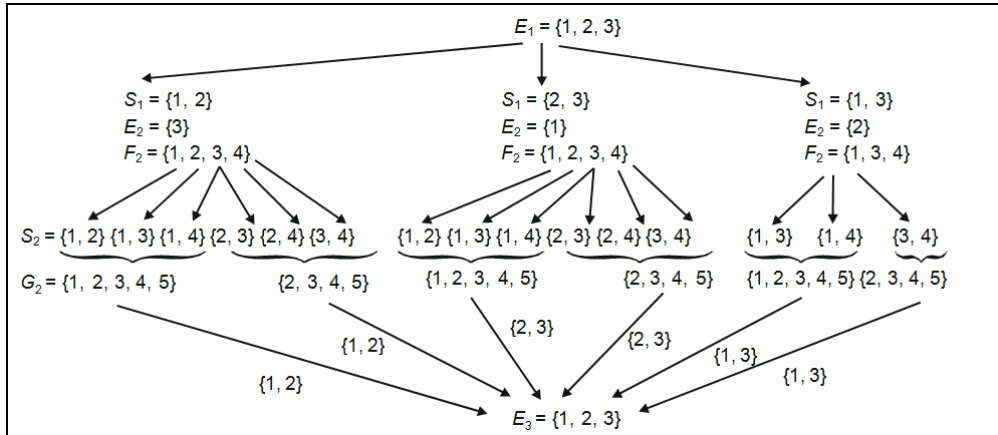 E₁ = {1, 2, 3}
S₁ = {1, 2} S₁ = {2, 3} S₁ = {1, 3}
E₂ = {3} E₂ = {1} E₂ = {2}
F₂ = {1, 2, 3, 4} F₂ = {1, 2, 3, 4} F₂ = {1, 3, 4}
S₂ = {1, 2} {1, 3} {1, 4} {2, 3} {2, 4} {3, 4} {1, 2} {1, 3} {1, 4} {2, 3} {2, 4} {3, 4} {1, 3} {1, 4} {3, 4}
G₂ = {1, 2, 3, 4, 5} {2, 3, 4, 5} {1, 2, 3, 4, 5} {2, 3, 4, 5} {1, 2, 3, 4, 5} {2, 3, 4, 5}
{1, 2} {1, 2} {2, 3} {2, 3} {1, 3} {1, 3}
E₃ = {1, 2, 3}